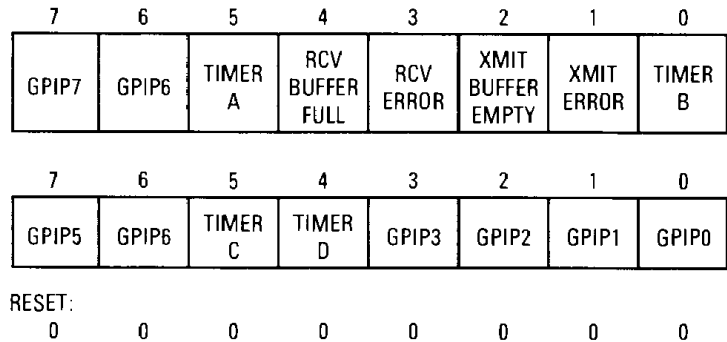 7 6 5 4 3 2 1 0
GPIP7 GPIP6 TIMER A RCV BUFFER FULL RCV ERROR XMIT BUFFER EMPTY XMIT ERROR TIMER B
7 6 5 4 3 2 1 0
GPIP5 GPIP6 TIMER C TIMER D GPIP3 GPIP2 GPIP1 GPIP0
RESET:
0 0 0 0 0 0 0 0